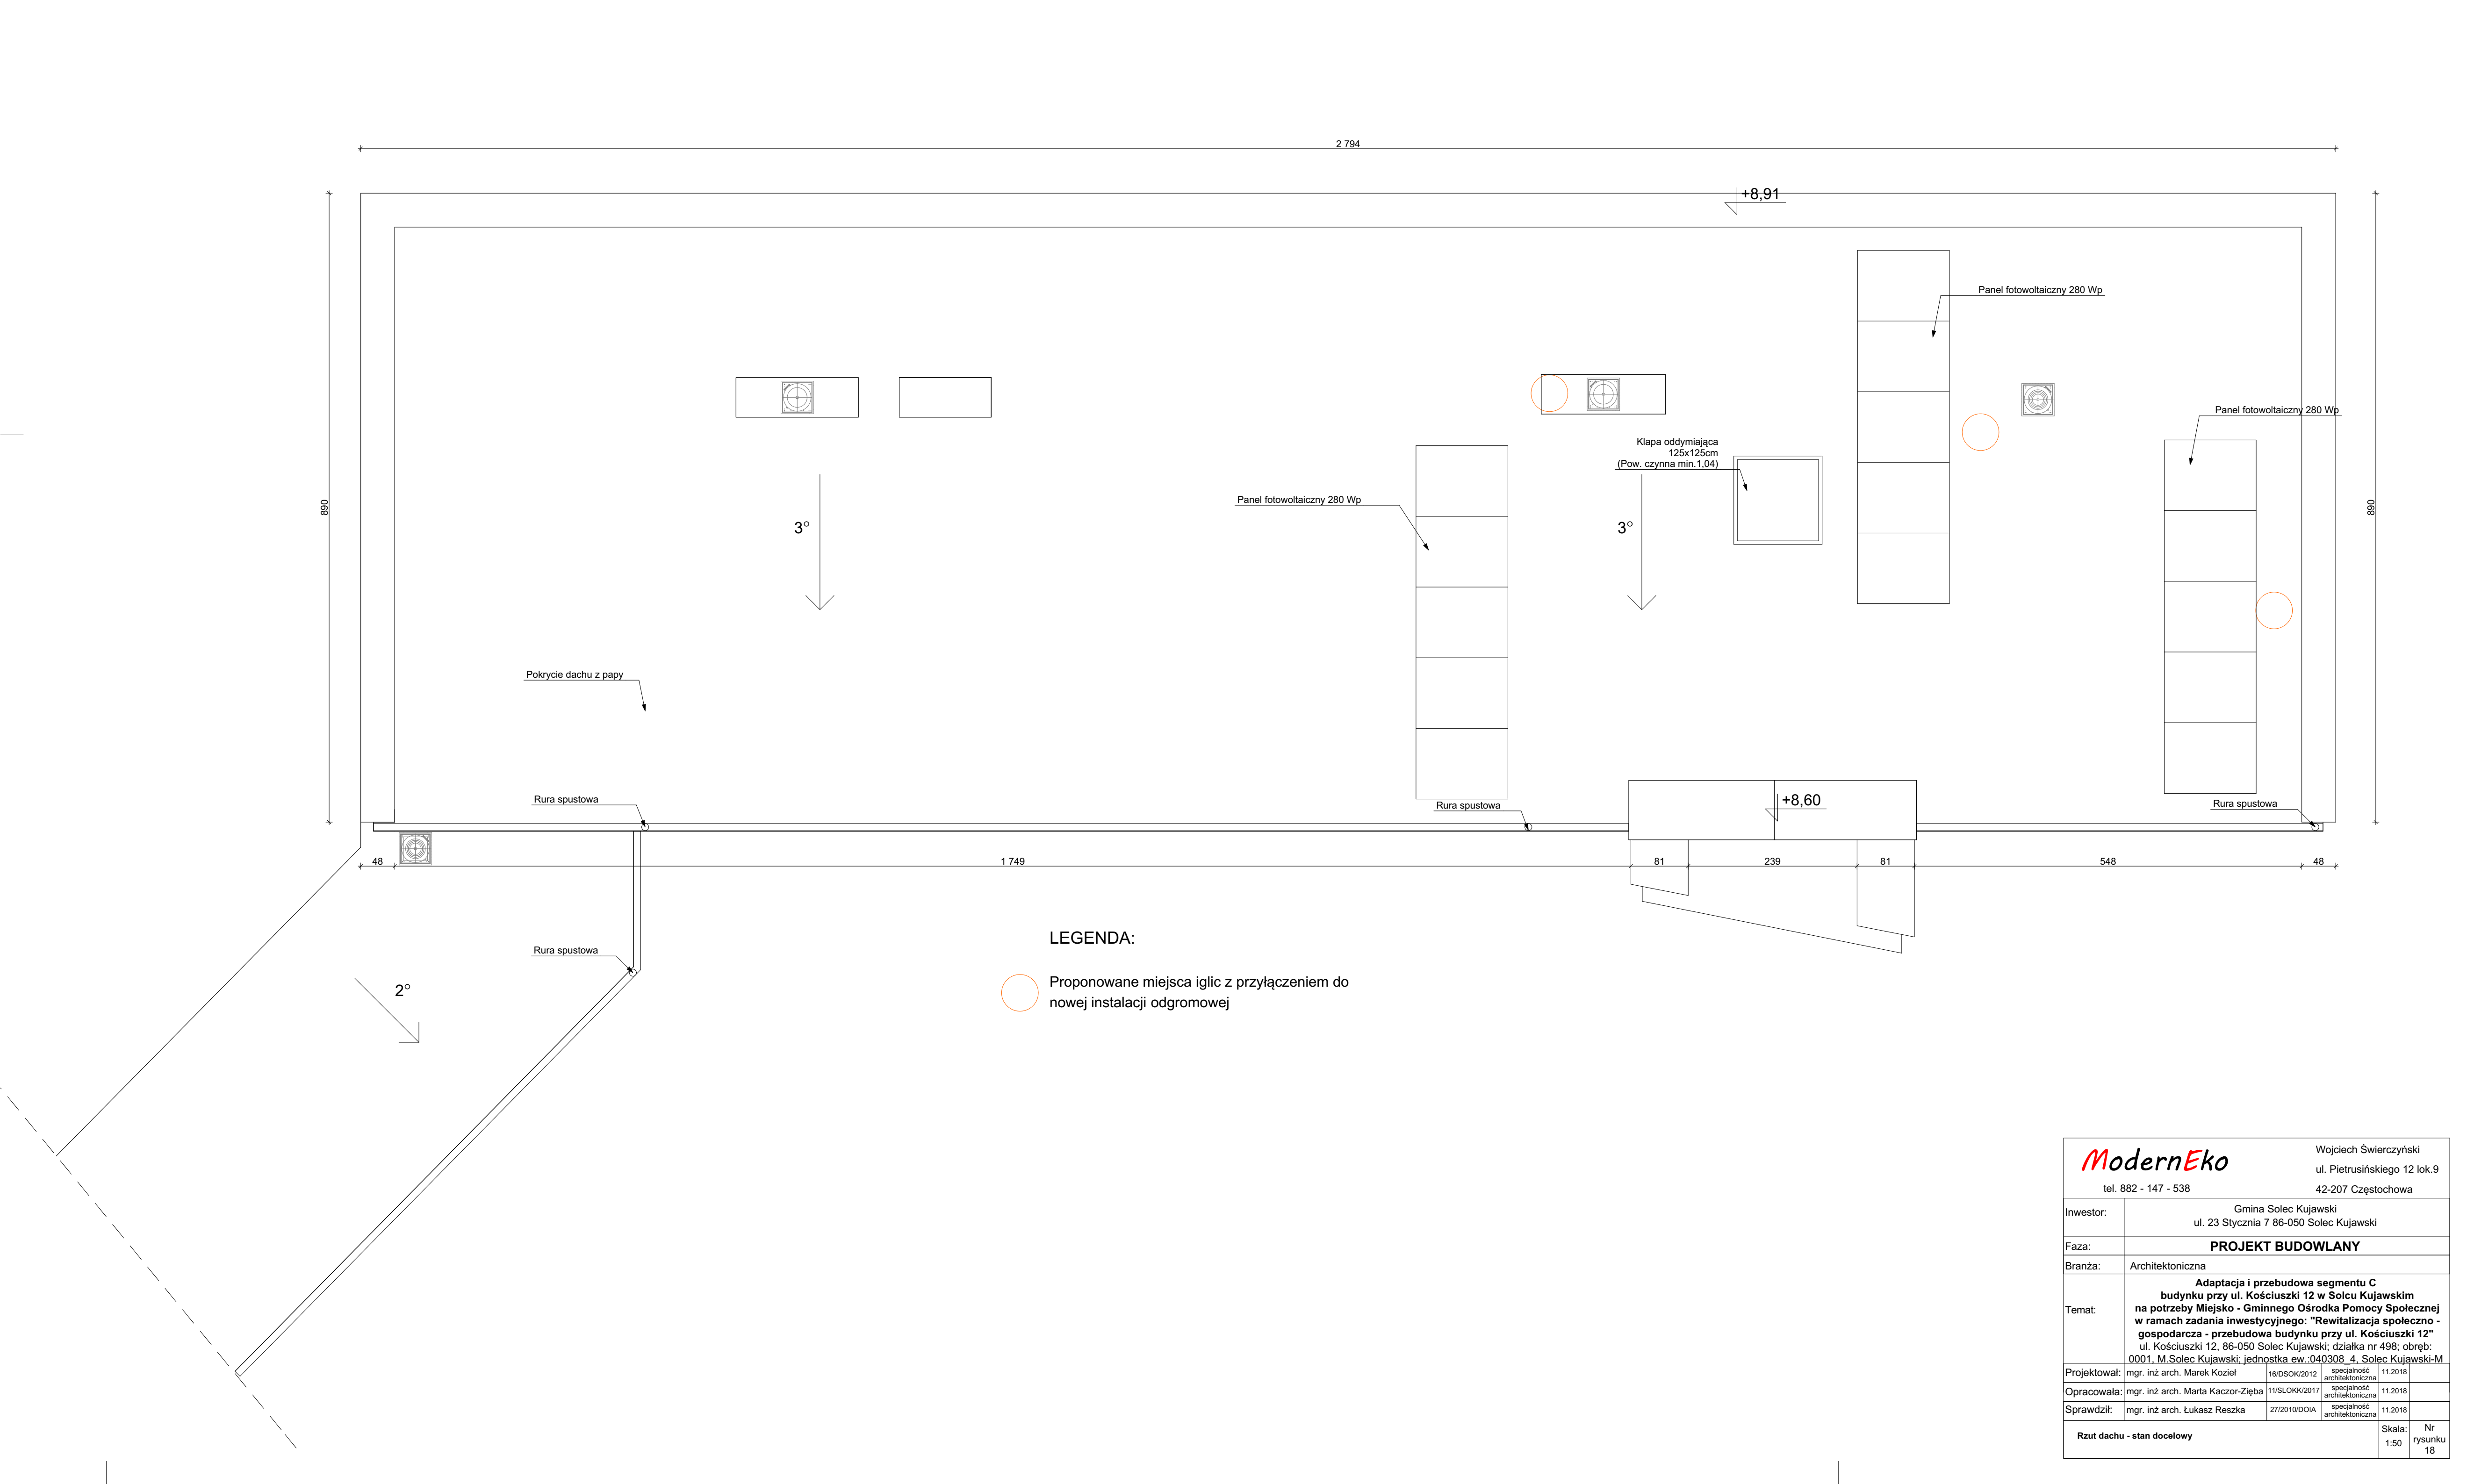 2 794
+8,91
Panel fotowoltaiczny 280 Wp
Panel fotowoltaiczny 280 Wp
Klapa oddymiająca
125x125cm
(Pow. czynna min.1,04)
Panel fotowoltaiczny 280 Wp
890
890
3°
3°
Pokrycie dachu z papy
Rura spustowa
Rura spustowa
+8,60
Rura spustowa
48
1 749
81
239
81
548
48
Rura spustowa
2°
LEGENDA:
Proponowane miejsca iglic z przyłączeniem do
nowej instalacji odgromowej
ModernEko
tel. 882 - 147 - 538
Wojciech Świerczyński
ul. Pietrusińskiego 12 lok.9
42-207 Częstochowa
Inwestor:
Gmina Solec Kujawski
ul. 23 Stycznia 7 86-050 Solec Kujawski
Faza:
PROJEKT BUDOWLANY
Branża:
Architektoniczna
Temat:
Adaptacja i przebudowa segmentu C
budynku przy ul. Kościuszki 12 w Solcu Kujawskim
na potrzeby Miejsko - Gminnego Ośrodka Pomocy Społecznej
w ramach zadania inwestycyjnego: "Rewitalizacja społeczno -
gospodarcza - przebudowa budynku przy ul. Kościuszki 12"
ul. Kościuszki 12, 86-050 Solec Kujawski; działka nr 498; obręb:
0001, M.Solec Kujawski; jednostka ew.:040308_4, Solec Kujawski-M
Projektował: mgr. inż arch. Marek Kozieł 16/DSOK/2012 specjalność architektoniczna 11.2018
Opracowała: mgr. inż arch. Marta Kaczor-Zięba 11/SLOKK/2017 specjalność architektoniczna 11.2018
Sprawdził: mgr. inż arch. Łukasz Reszka 27/2010/DOIA specjalność architektoniczna 11.2018
Rzut dachu - stan docelowy
Skala:
1:50
Nr
rysunku
18